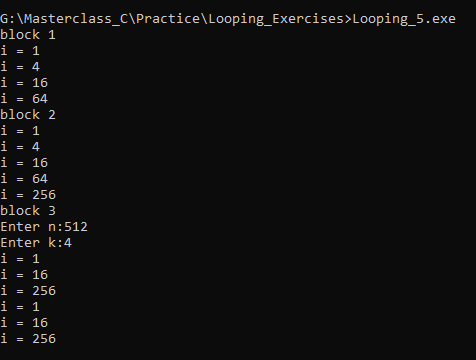 G:\Masterclass_C\Practice\Looping_Exercises>Looping_5.exe
block 1
i = 1
i = 4
i = 16
i = 64
block 2
i = 1
i = 4
i = 16
i = 64
i = 256
block 3
Enter n:512
Enter k:4
i = 1
i = 16
i = 256
i = 1
i = 16
i = 256